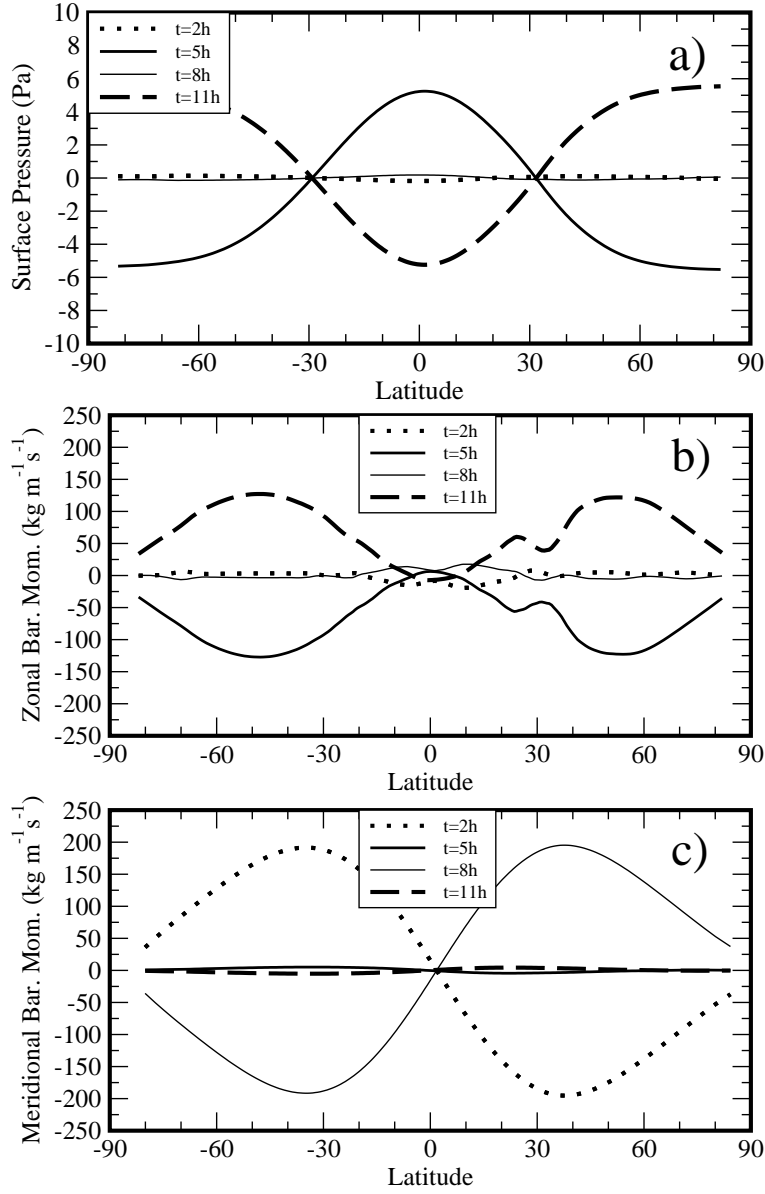 10
8
6
4
2
0
-2
-4
-6
-8
-10
Surface Pressure (Pa)
t=2h
t=5h
t=8h
t=11h
a)
-90 -60 -30 0 30 60 90
Latitude
250
200
150
100
50
0
-50
-100
-150
-200
-250
Zonal Bar. Mom. (kg m⁻¹ s⁻¹)
t=2h
t=5h
t=8h
t=11h
b)
-90 -60 -30 0 30 60 90
Latitude
250
200
150
100
50
0
-50
-100
-150
-200
-250
Meridional Bar. Mom. (kg m⁻¹ s⁻¹)
t=2h
t=5h
t=8h
t=11h
c)
-90 -60 -30 0 30 60 90
Latitude